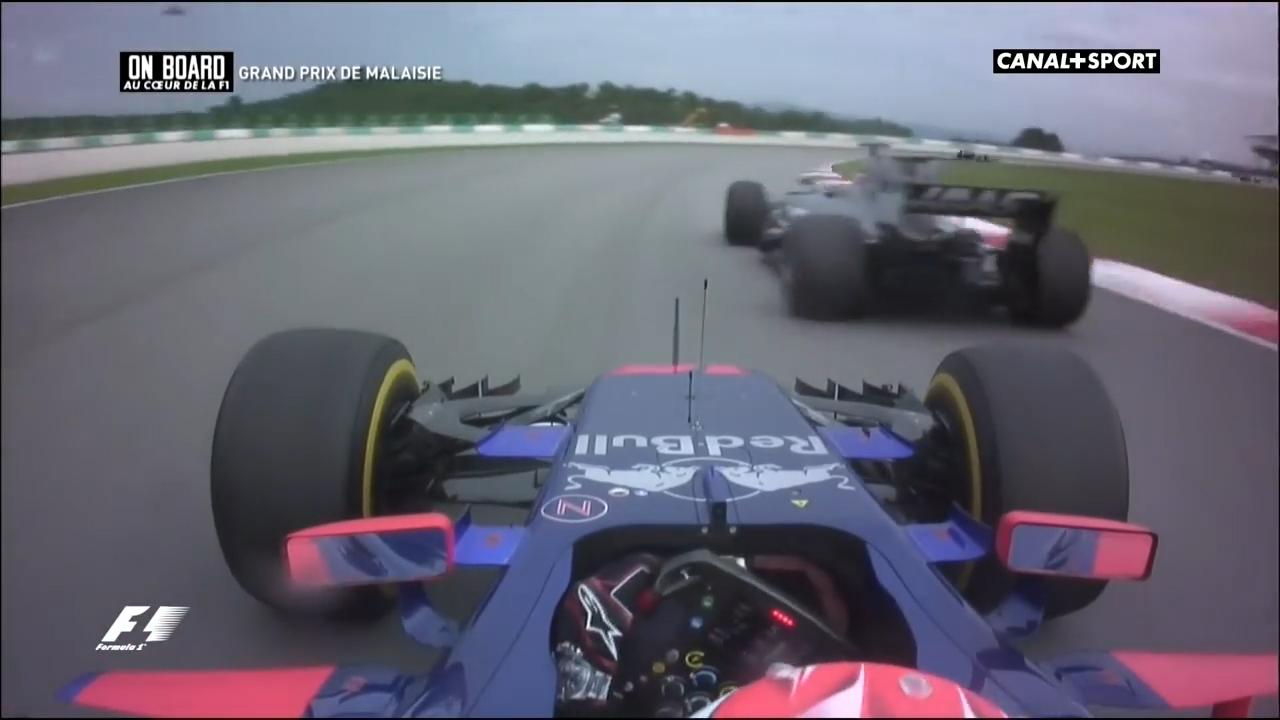 ON BOARD
AU CŒUR DE LA F1
GRAND PRIX DE MALAISIE
CANAL+SPORT
Red Bull
F1
Formula 1